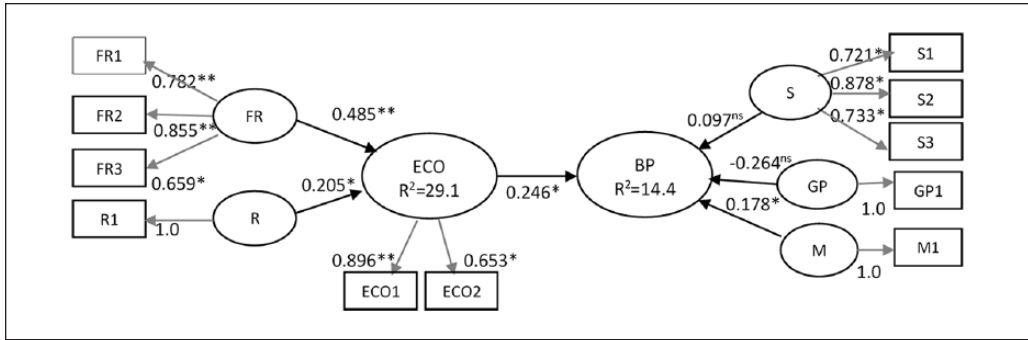 FR1
0.782**
FR2
0.855**
FR3
0.659*
R1
1.0
FR
R
0.485**
0.205*
ECO
R²=29.1
0.896**
0.653*
ECO1
ECO2
0.246*
BP
R²=14.4
0.097ns
-0.264ns
0.178*
S
GP
M
0.721*
0.878*
0.733*
1.0
1.0
S1
S2
S3
GP1
M1